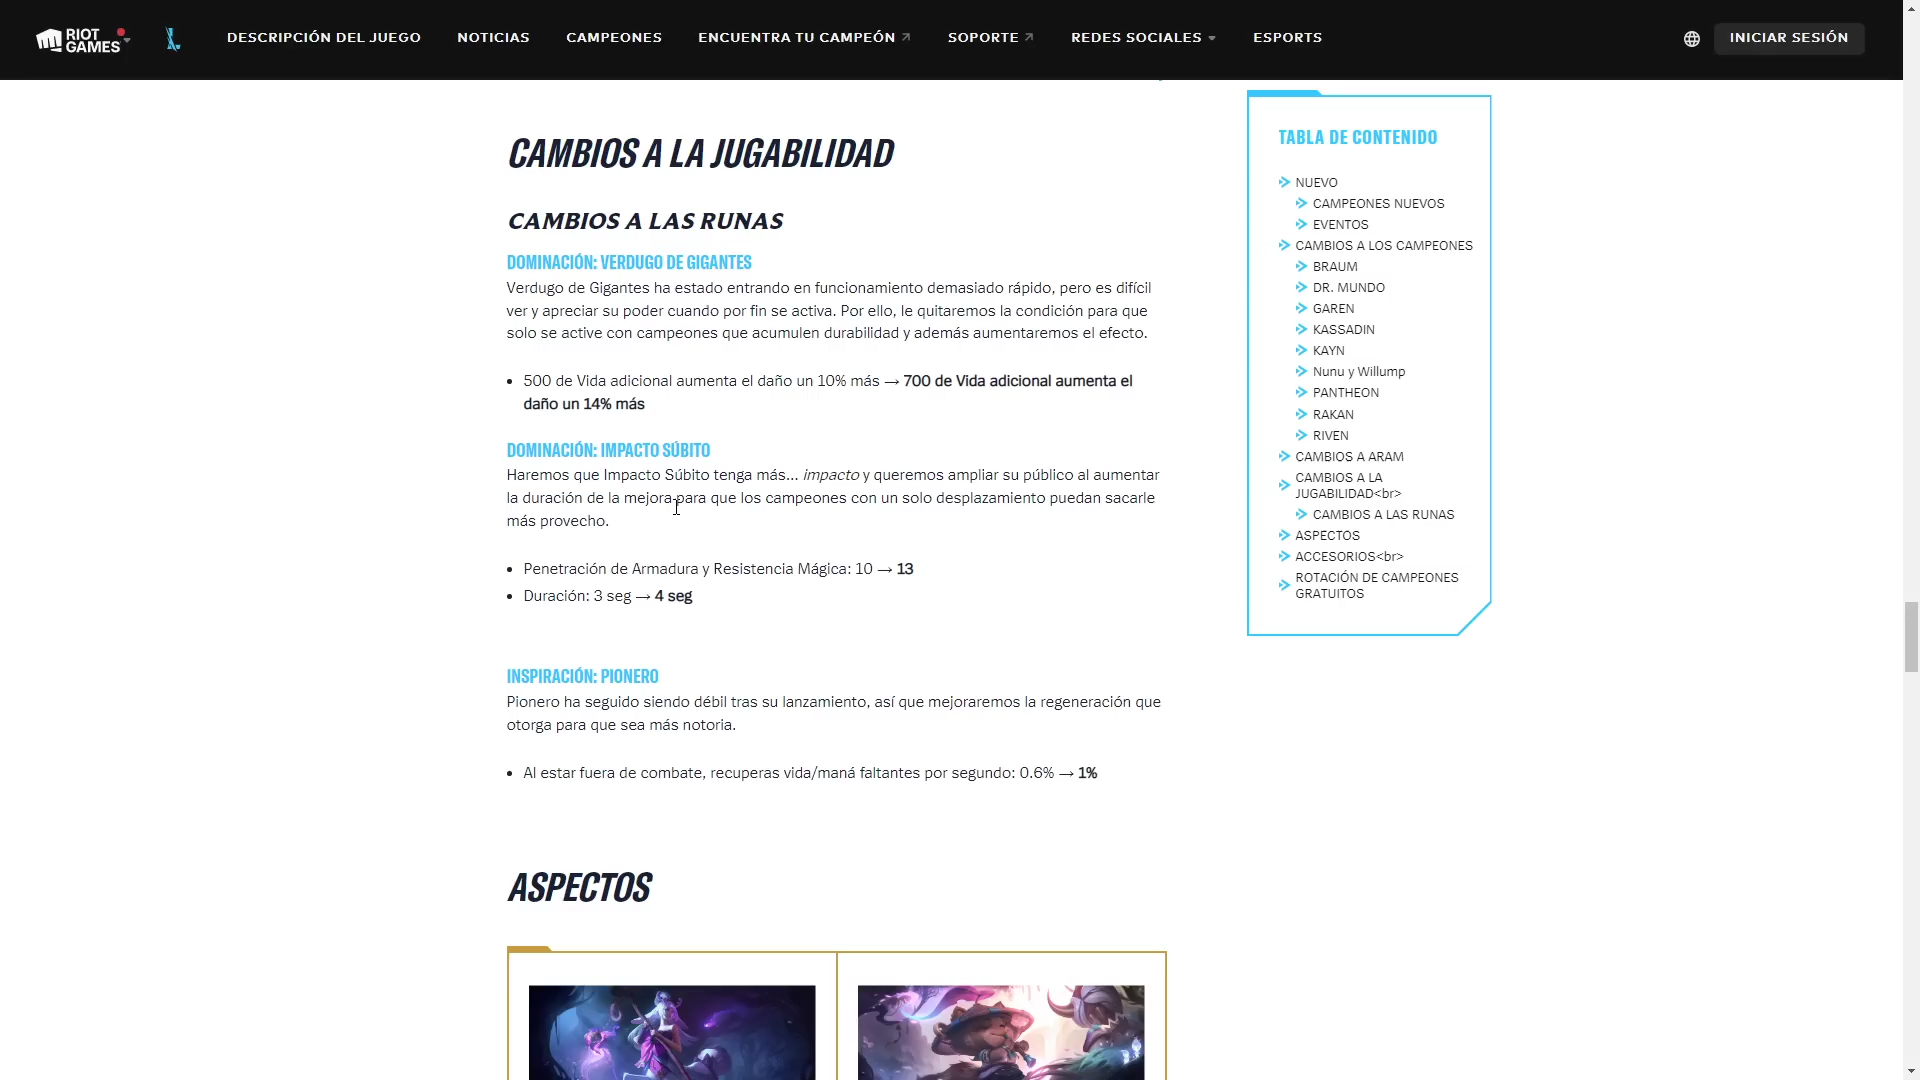 RIOT GAMES
DESCRIPCIÓN DEL JUEGO
NOTICIAS
CAMPEONES
ENCUENTRA TU CAMPEÓN
SOPORTE
REDES SOCIALES
ESPORTS
INICIAR SESIÓN
CAMBIOS A LA JUGABILIDAD
CAMBIOS A LAS RUNAS
DOMINACIÓN: VERDUGO DE GIGANTES
Verdugo de Gigantes ha estado entrando en funcionamiento demasiado rápido, pero es difícil
ver y apreciar su poder cuando por fin se activa. Por ello, le quitaremos la condición para que
solo se active con campeones que acumulen durabilidad y además aumentaremos el efecto.
• 500 de Vida adicional aumenta el daño un 10% más → 700 de Vida adicional aumenta el
daño un 14% más
DOMINACIÓN: IMPACTO SÚBITO
Haremos que Impacto Súbito tenga más... impacto y queremos ampliar su público al aumentar
la duración de la mejora para que los campeones con un solo desplazamiento puedan sacarle
más provecho.
• Penetración de Armadura y Resistencia Mágica: 10 → 13
• Duración: 3 seg → 4 seg
INSPIRACIÓN: PIONERO
Pionero ha seguido siendo débil tras su lanzamiento, así que mejoraremos la regeneración que
otorga para que sea más notoria.
• Al estar fuera de combate, recuperas vida/maná faltantes por segundo: 0.6% → 1%
ASPECTOS
TABLA DE CONTENIDO
NUEVO
CAMPEONES NUEVOS
EVENTOS
CAMBIOS A LOS CAMPEONES
BRAUM
DR. MUNDO
GAREN
KASSADIN
KAYN
Nunu y Willump
PANTHEON
RAKAN
RIVEN
CAMBIOS A ARAM
CAMBIOS A LA
JUGABILIDAD<br>
CAMBIOS A LAS RUNAS
ASPECTOS
ACCESORIOS<br>
ROTACIÓN DE CAMPEONES
GRATUITOS